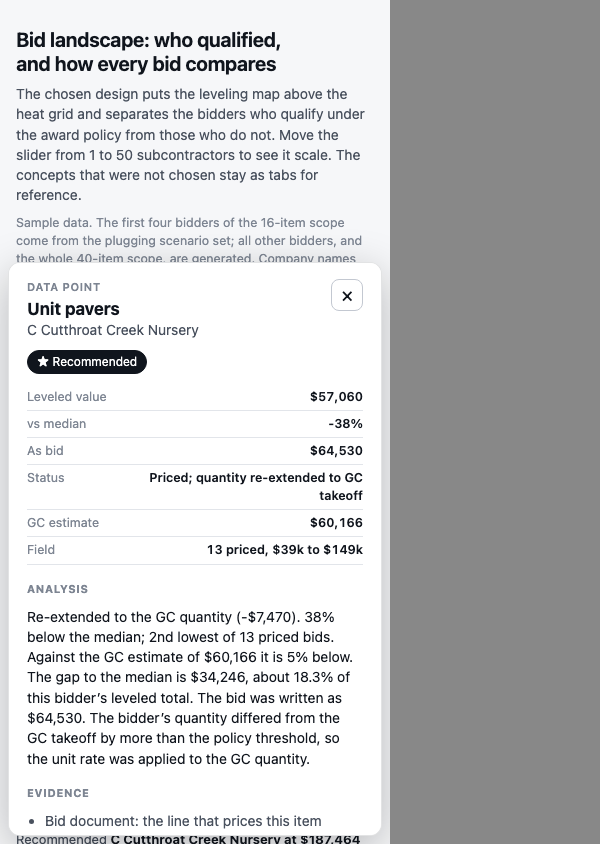 Bid landscape: who qualified,
and how every bid compares
The chosen design puts the leveling map above the
heat grid and separates the bidders who qualify under
the award policy from those who do not. Move the
slider from 1 to 50 subcontractors to see it scale. The
concepts that were not chosen stay as tabs for
reference.
Sample data. The first four bidders of the 16-item scope
come from the plugging scenario set; all other bidders, and
the whole 40-item scope, are generated. Company names
DATA POINT
Unit pavers
C Cutthroat Creek Nursery
★ Recommended
Leveled value $57,060
vs median -38%
As bid $64,530
Status Priced; quantity re-extended to GC
takeoff
GC estimate $60,166
Field 13 priced, $39k to $149k
ANALYSIS
Re-extended to the GC quantity (-$7,470). 38%
below the median; 2nd lowest of 13 priced bids.
Against the GC estimate of $60,166 it is 5% below.
The gap to the median is $34,246, about 18.3% of
this bidder’s leveled total. The bid was written as
$64,530. The bidder’s quantity differed from the
GC takeoff by more than the policy threshold, so
the unit rate was applied to the GC quantity.
EVIDENCE
• Bid document: the line that prices this item
Recommended C Cutthroat Creek Nursery at $187,464